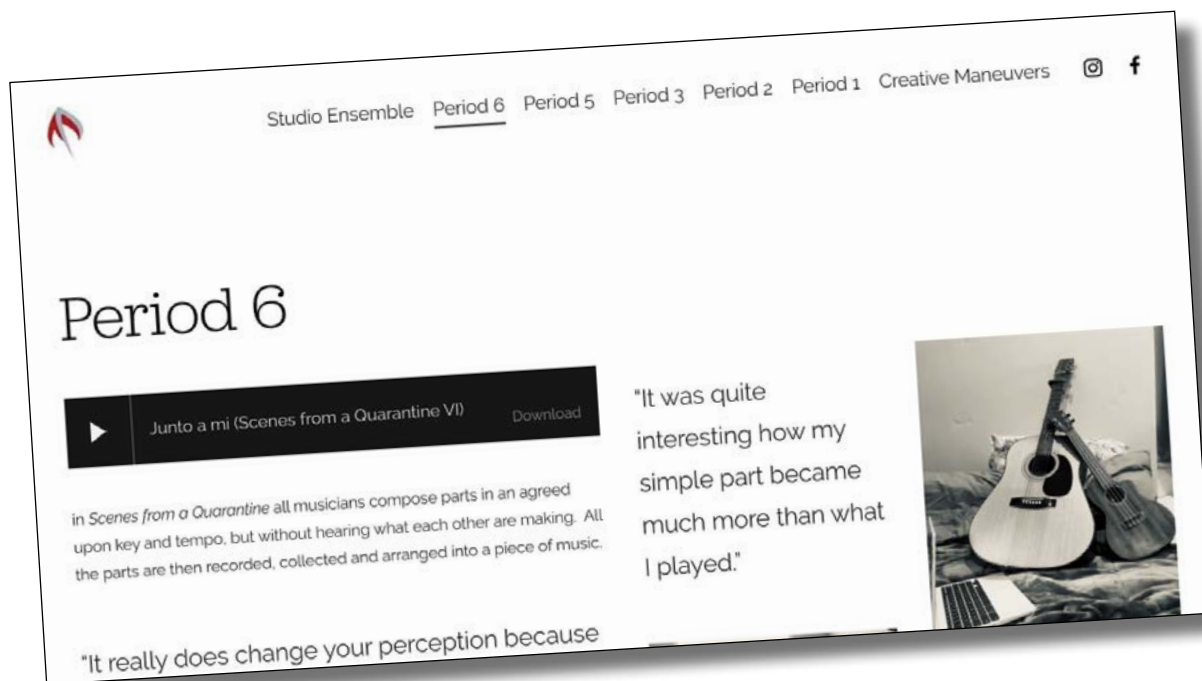 Studio Ensemble Period 6 Period 5 Period 3 Period 2 Period 1 Creative Maneuvers
Period 6
Junto a mi (Scenes from a Quarantine VI) Download
in Scenes from a Quarantine all musicians compose parts in an agreed
upon key and tempo, but without hearing what each other are making. All
the parts are then recorded, collected and arranged into a piece of music.
"It really does change your perception because
"It was quite
interesting how my
simple part became
much more than what
I played."